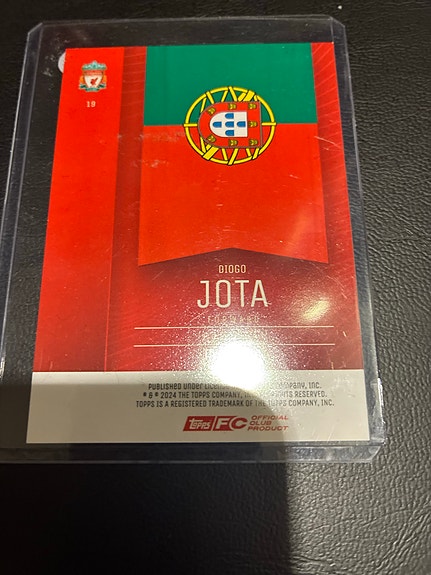 19
DIOGO
JOTA
FORWARD
PUBLISHED UNDER LICENSE COMPANY, INC.
® & © 2024 THE TOPPS COMPANY, INC. RIGHTS RESERVED.
TOPPS IS A REGISTERED TRADEMARK OF THE TOPPS COMPANY, INC.
TOPPS FC OFFICIAL
CLUB
PRODUCT